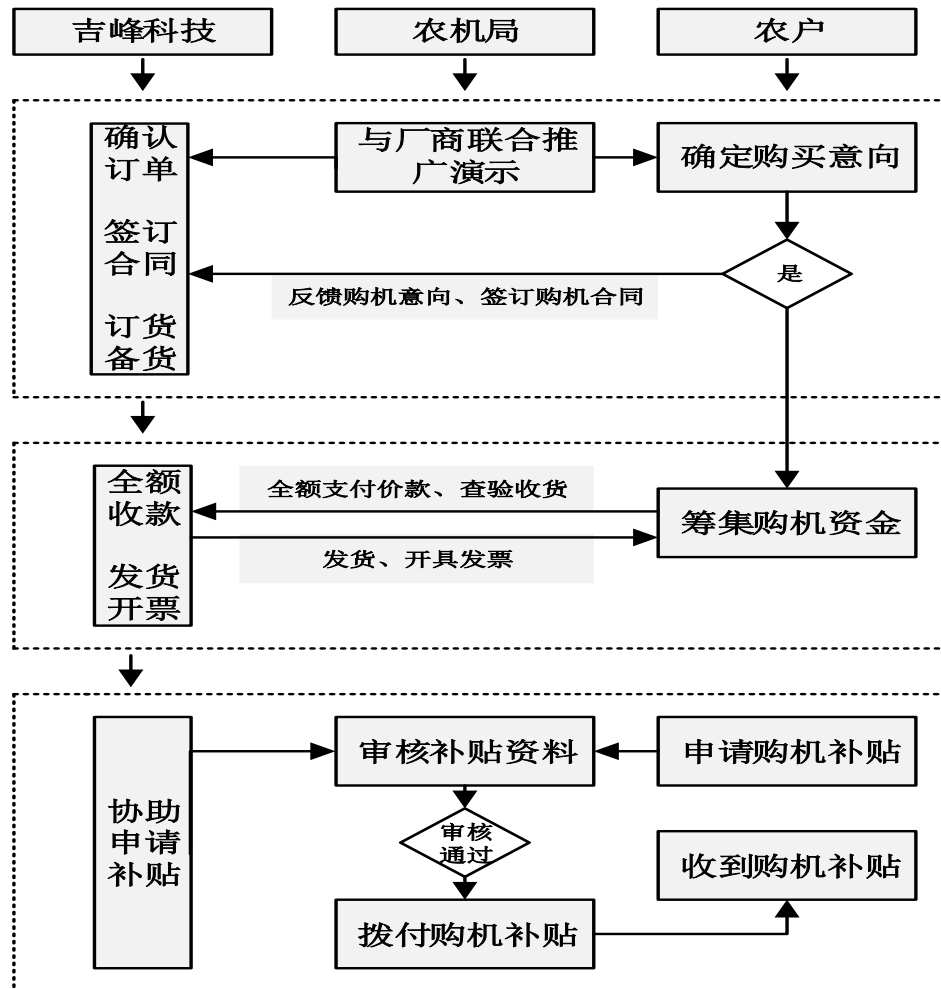 吉峰科技
农机局
农户
确认
订单
签订
合同
订货
备货
与厂商联合推
广演示
确定购买意向
是
反馈购机意向、签订购机合同
全额
收款
发货
开票
全额支付价款、查验收货
发货、开具发票
筹集购机资金
协助
申请
补贴
审核补贴资料
申请购机补贴
审核
通过
收到购机补贴
拨付购机补贴